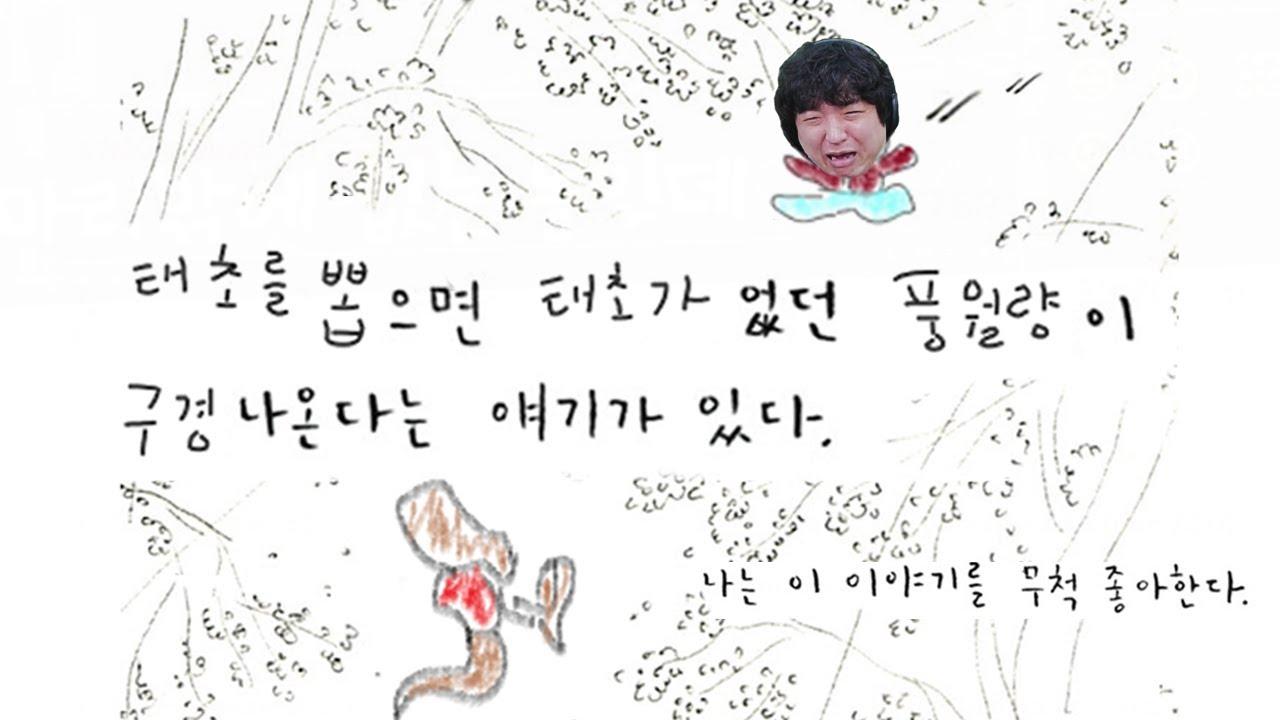 태초를 뽑으면 태초가 없던 풍월량이
구경나온다는 얘기가 있다.
나는 이 이야기를 무척 좋아한다.